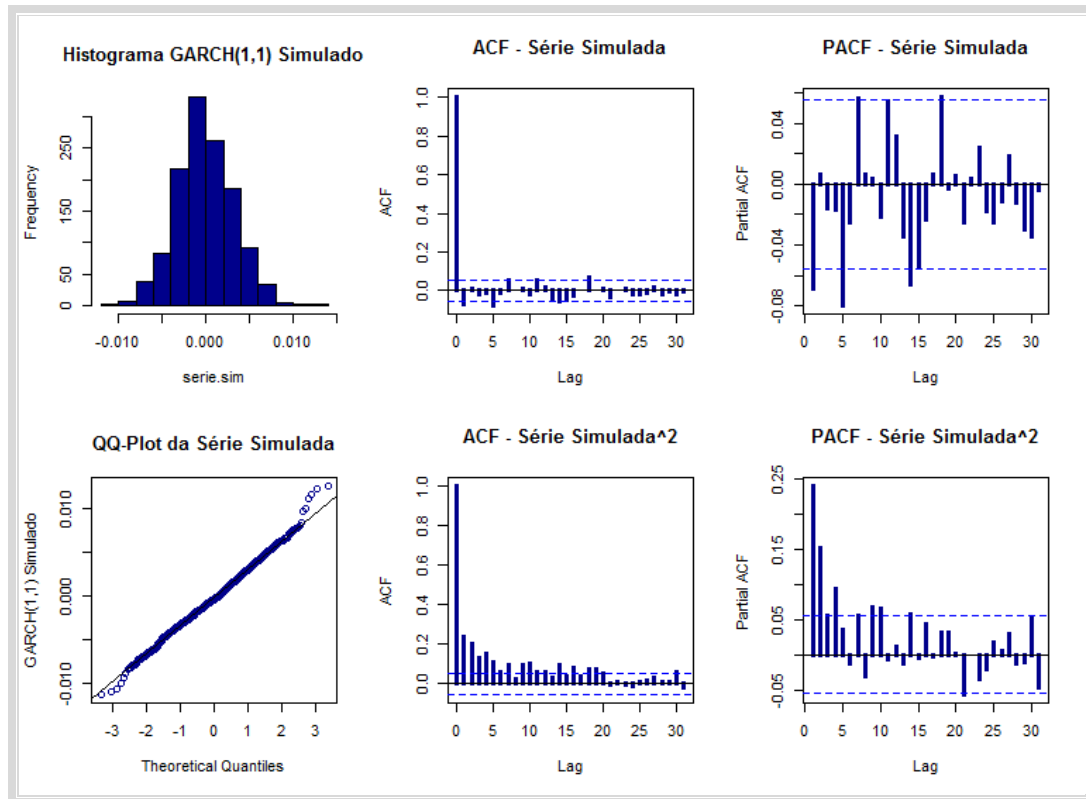 Histograma GARCH(1,1) Simulado
Frequency
0 50 150 250
-0.010 0.000 0.010
serie.sim
ACF - Série Simulada
ACF
0.0 0.2 0.4 0.6 0.8 1.0
0 5 10 15 20 25 30
Lag
PACF - Série Simulada
Partial ACF
-0.08 -0.04 0.00 0.04
0 5 10 15 20 25 30
Lag
QQ-Plot da Série Simulada
GARCH(1,1) Simulado
-0.010 0.000 0.010
-3 -2 -1 0 1 2 3
Theoretical Quantiles
ACF - Série Simulada^2
ACF
0.0 0.2 0.4 0.6 0.8 1.0
0 5 10 15 20 25 30
Lag
PACF - Série Simulada^2
Partial ACF
-0.05 0.05 0.15 0.25
0 5 10 15 20 25 30
Lag